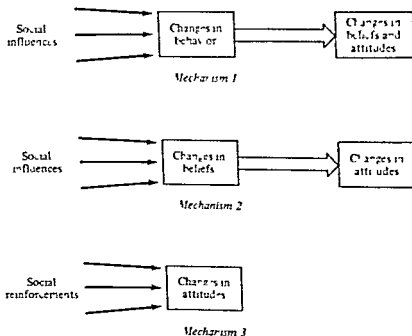 Social
influences
Changes in
behavior
Changes in
beliefs and
attitudes
Mechanism 1
Social
influences
Changes in
beliefs
Changes in
attitudes
Mechanism 2
Social
reinforcements
Changes in
attitudes
Mechanism 3